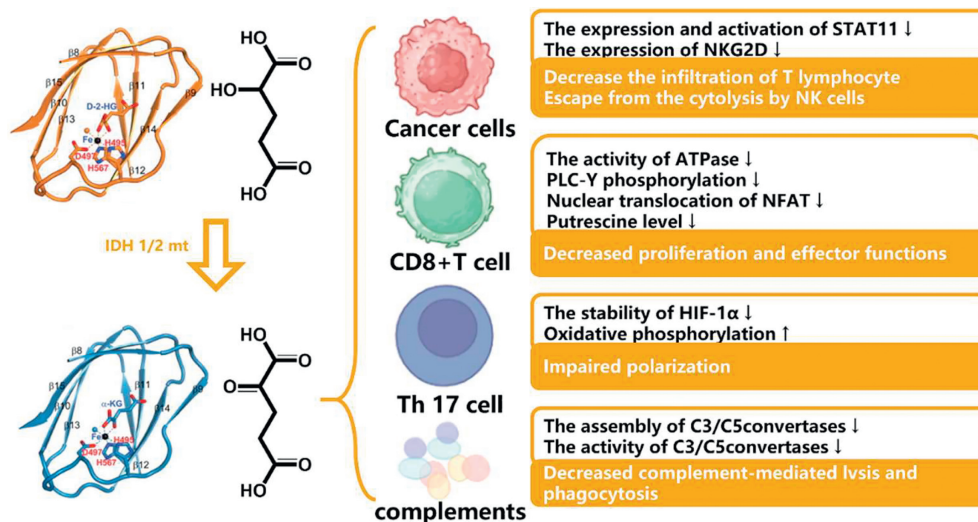 β8
β15
β11
β10
D-2-HG
β9
β13
β14
Fe
H495
D497
H567
β12
HO
O
HO
O
HO
IDH 1/2 mt
β8
β15
β11
β9
β10
α-KG
β14
β13
Fe
H495
D497
H567
β12
HO
O
O
O
HO
Cancer cells
The expression and activation of STAT11 ↓
The expression of NKG2D ↓
Decrease the infiltration of T lymphocyte
Escape from the cytolysis by NK cells
CD8+T cell
The activity of ATPase ↓
PLC-Y phosphorylation ↓
Nuclear translocation of NFAT ↓
Putrescine level ↓
Decreased proliferation and effector functions
Th 17 cell
The stability of HIF-1α ↓
Oxidative phosphorylation ↑
Impaired polarization
complements
The assembly of C3/C5convertases ↓
The activity of C3/C5convertases ↓
Decreased complement-mediated lvsis and
phagocytosis